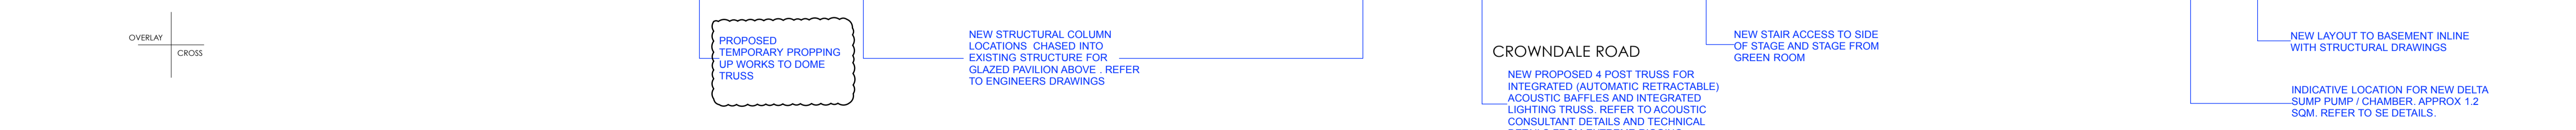 OVERLAY
CROSS
PROPOSED
TEMPORARY PROPPING
UP WORKS TO DOME
TRUSS
NEW STRUCTURAL COLUMN
LOCATIONS CHASED INTO
EXISTING STRUCTURE FOR
GLAZED PAVILION ABOVE . REFER
TO ENGINEERS DRAWINGS
CROWNDALE ROAD
NEW PROPOSED 4 POST TRUSS FOR
INTEGRATED (AUTOMATIC RETRACTABLE)
ACOUSTIC BAFFLES AND INTEGRATED
LIGHTING TRUSS. REFER TO ACOUSTIC
CONSULTANT DETAILS AND TECHNICAL
DETAILS FROM EXTREME RIGGING
NEW STAIR ACCESS TO SIDE
OF STAGE AND STAGE FROM
GREEN ROOM
NEW LAYOUT TO BASEMENT INLINE
WITH STRUCTURAL DRAWINGS
INDICATIVE LOCATION FOR NEW DELTA
SUMP PUMP / CHAMBER. APPROX 1.2
SQM. REFER TO SE DETAILS.